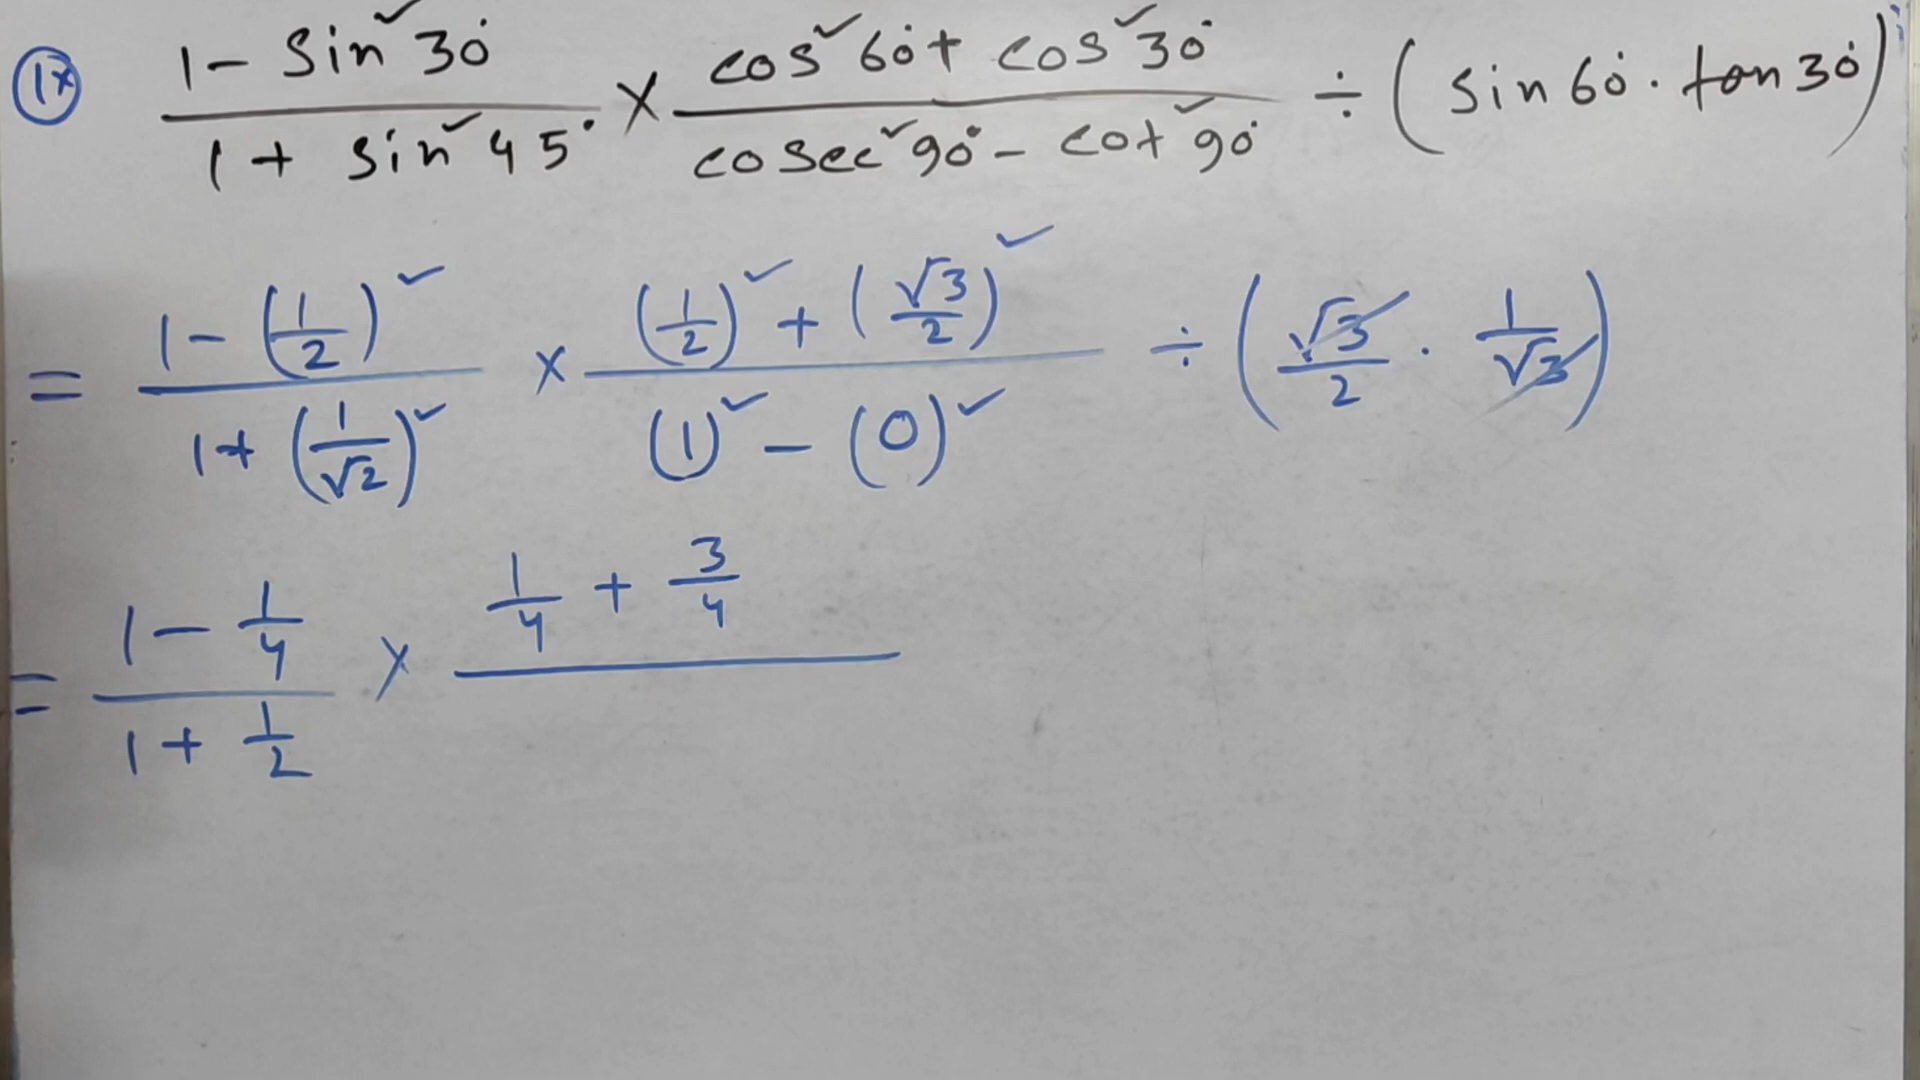 (ix) (1 - sin²30°)/(1 + sin²45°) × (cos²60° + cos²30°)/(cosec²90° - cot²90°) ÷ (sin60° · tan30°)
= (1 - (1/2)²)/(1 + (1/√2)²) × ((1/2)² + (√3/2)²)/((1)² - (0)²) ÷ (√3/2 · 1/√3)
= (1 - 1/4)/(1 + 1/2) × (1/4 + 3/4)/